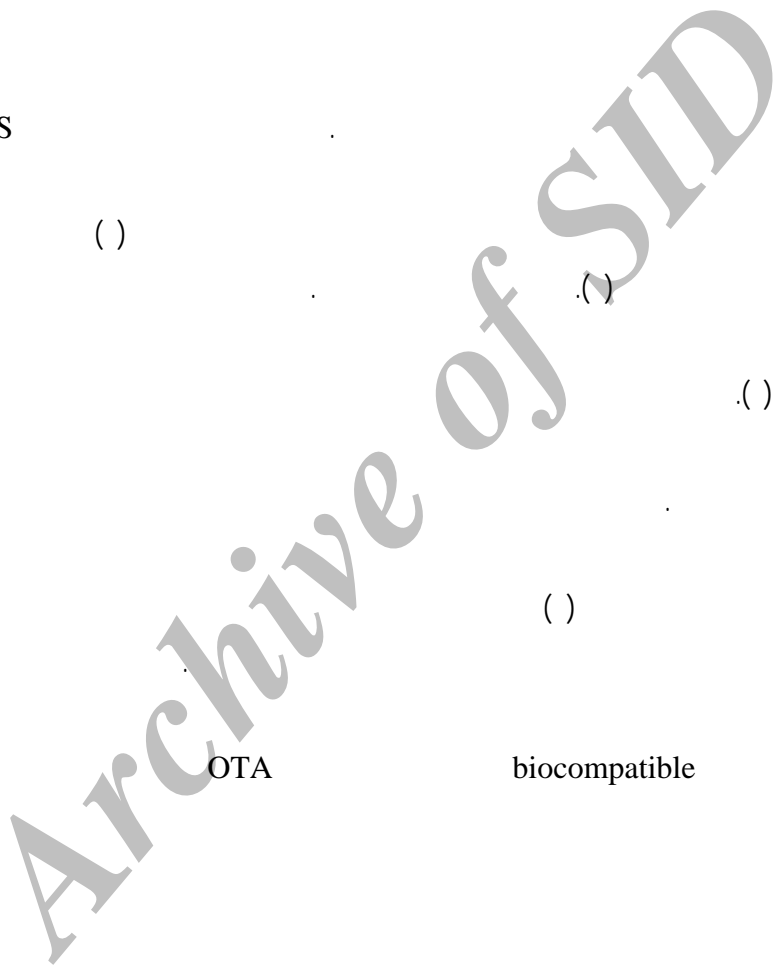 S .
( )
. .( )
.( )
.
( )
.
OTA biocompatible
Archive of SID